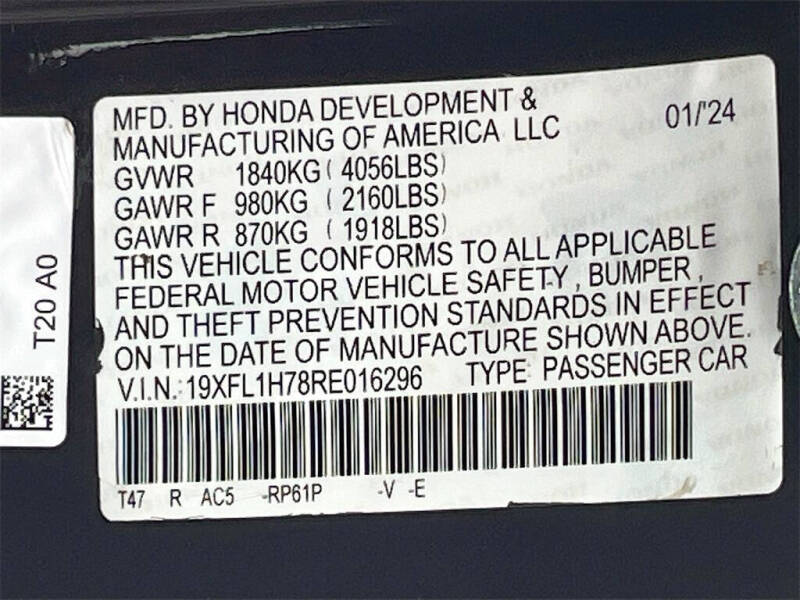 MFD. BY HONDA DEVELOPMENT &
MANUFACTURING OF AMERICA LLC 01/'24
GVWR 1840KG ( 4056LBS)
GAWR F 980KG ( 2160LBS)
GAWR R 870KG ( 1918LBS)
THIS VEHICLE CONFORMS TO ALL APPLICABLE
FEDERAL MOTOR VEHICLE SAFETY, BUMPER,
AND THEFT PREVENTION STANDARDS IN EFFECT
ON THE DATE OF MANUFACTURE SHOWN ABOVE.
V.I.N.: 19XFL1H78RE016296 TYPE: PASSENGER CAR
T47 R AC5 -RP61P -V -E
T20 A0